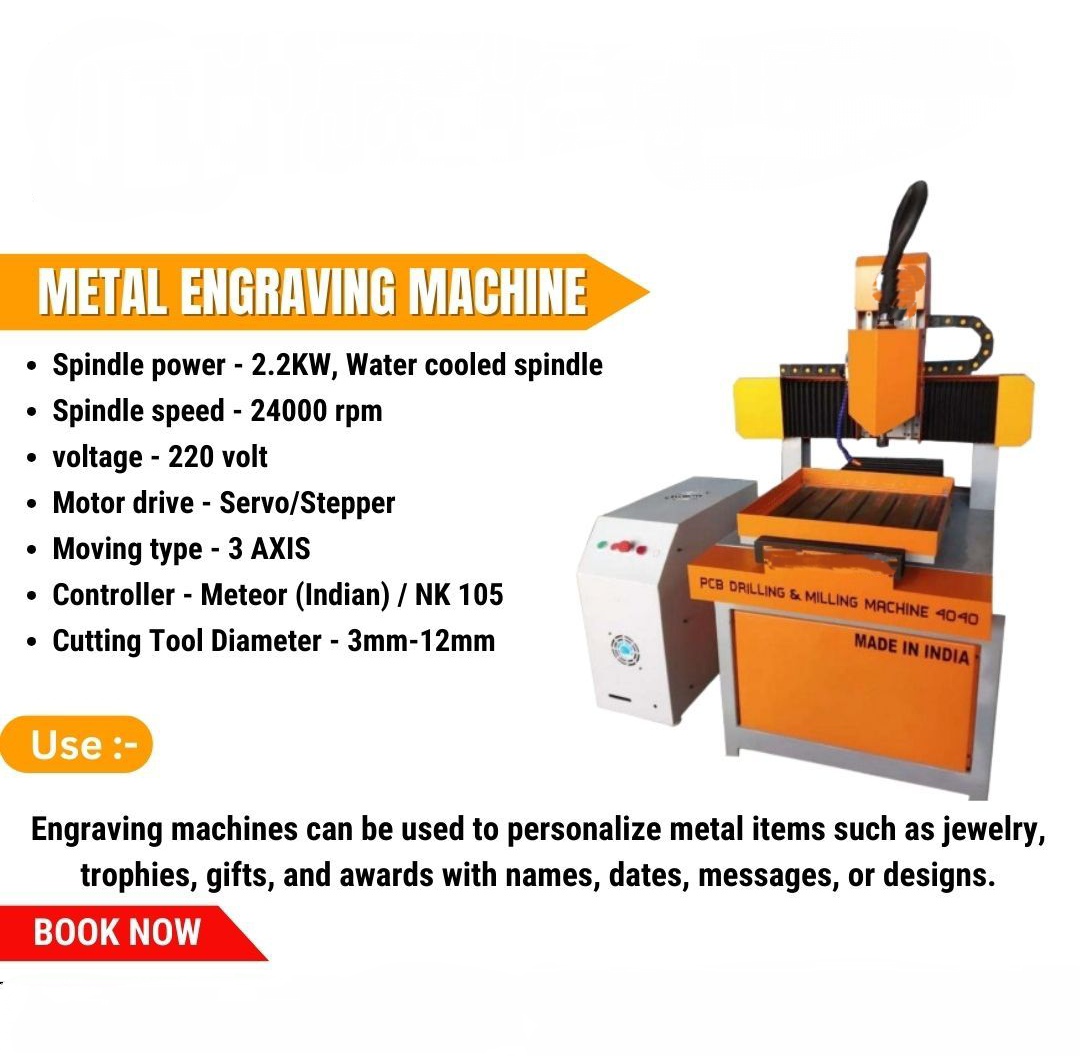 METAL ENGRAVING MACHINE
• Spindle power - 2.2KW, Water cooled spindle
• Spindle speed - 24000 rpm
• voltage - 220 volt
• Motor drive - Servo/Stepper
• Moving type - 3 AXIS
• Controller - Meteor (Indian) / NK 105
• Cutting Tool Diameter - 3mm-12mm
PCB DRILLING & MILLING MACHINE 4040
MADE IN INDIA
Use :-
Engraving machines can be used to personalize metal items such as jewelry,
trophies, gifts, and awards with names, dates, messages, or designs.
BOOK NOW